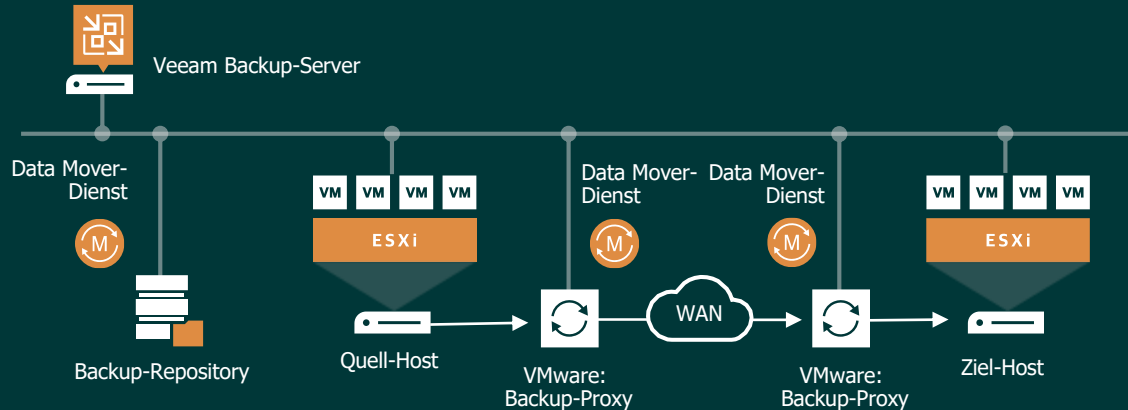 Veeam Backup-Server
Data Mover-
Dienst
M
Backup-Repository
VM VM VM VM
ESXi
Quell-Host
Data Mover-
Dienst
M
VMware:
Backup-Proxy
WAN
Data Mover-
Dienst
M
VMware:
Backup-Proxy
VM VM VM VM
ESXi
Ziel-Host